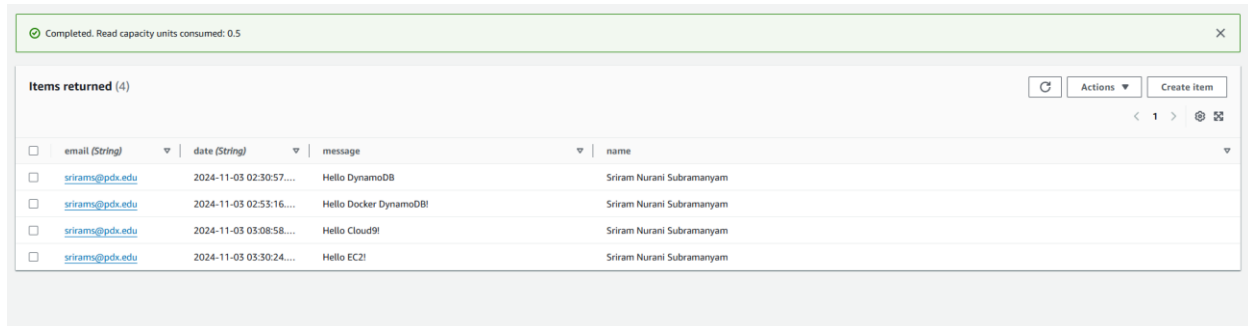 Completed. Read capacity units consumed: 0.5
Items returned (4)
Actions
Create item
1
email (String) date (String) message name
srirams@pdx.edu 2024-11-03 02:30:57.... Hello DynamoDB Sriram Nurani Subramanyam
srirams@pdx.edu 2024-11-03 02:53:16.... Hello Docker DynamoDB! Sriram Nurani Subramanyam
srirams@pdx.edu 2024-11-03 03:08:58.... Hello Cloud9! Sriram Nurani Subramanyam
srirams@pdx.edu 2024-11-03 03:30:24.... Hello EC2! Sriram Nurani Subramanyam